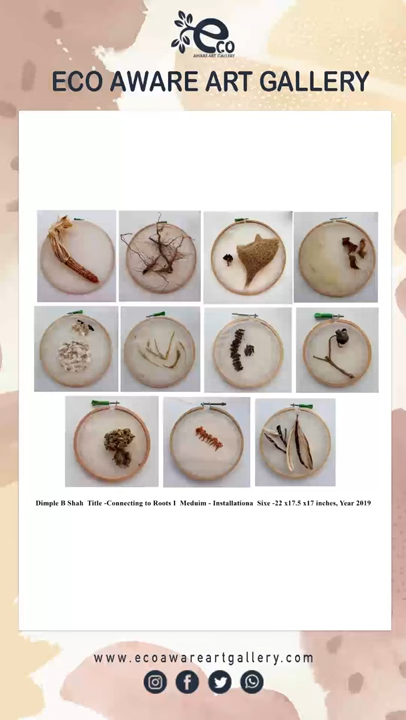 eco
AWARE ART GALLERY
ECO AWARE ART GALLERY
Dimple B Shah Title -Connecting to Roots 1 Meduim - Installationa Sixe -22 x17.5 x17 inches, Year 2019
www.ecoawareartgallery.com